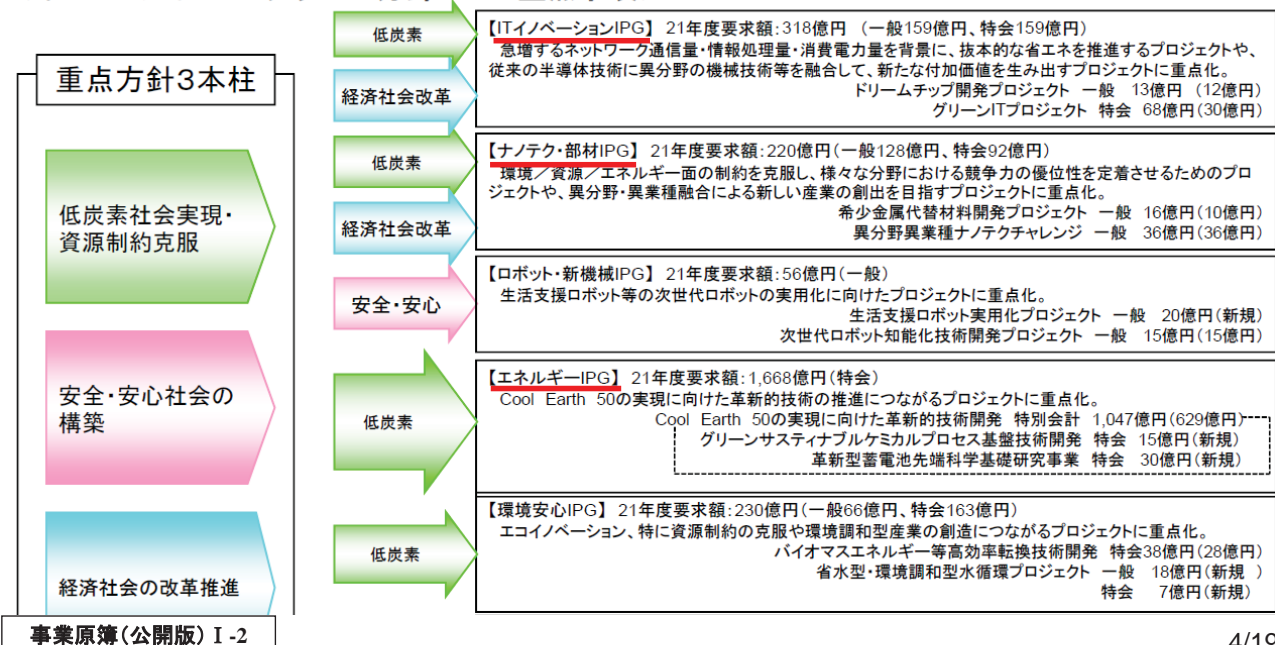 重点方針3本柱
低炭素社会実現・
資源制約克服
安全・安心社会の
構築
経済社会の改革推進
低炭素
経済社会改革
【ITイノベーションIPG】 21年度要求額:318億円 (一般159億円、特会159億円)
急増するネットワーク通信量・情報処理量・消費電力量を背景に、抜本的な省エネを推進するプロジェクトや、
従来の半導体技術に異分野の機械技術等を融合して、新たな付加価値を生み出すプロジェクトに重点化。
ドリームチップ開発プロジェクト 一般 13億円 (12億円)
グリーンITプロジェクト 特会 68億円(30億円)
低炭素
経済社会改革
【ナノテク・部材IPG】 21年度要求額:220億円(一般128億円、特会92億円)
環境/資源/エネルギー面の制約を克服し、様々な分野における競争力の優位性を定着させるためのプロ
ジェクトや、異分野・異業種融合による新しい産業の創出を目指すプロジェクトに重点化。
希少金属代替材料開発プロジェクト 一般 16億円(10億円)
異分野異業種ナノテクチャレンジ 一般 36億円(36億円)
安全・安心
【ロボット・新機械IPG】 21年度要求額:56億円(一般)
生活支援ロボット等の次世代ロボットの実用化に向けたプロジェクトに重点化。
生活支援ロボット実用化プロジェクト 一般 20億円(新規)
次世代ロボット知能化技術開発プロジェクト 一般 15億円(15億円)
低炭素
【エネルギーIPG】 21年度要求額:1,668億円(特会)
Cool Earth 50の実現に向けた革新的技術の推進につながるプロジェクトに重点化。
Cool Earth 50の実現に向けた革新的技術開発 特別会計 1,047億円(629億円)
グリーンサスティナブルケミカルプロセス基盤技術開発 特会 15億円(新規)
革新型蓄電池先端科学基礎研究事業 特会 30億円(新規)
低炭素
【環境安心IPG】 21年度要求額:230億円(一般66億円、特会163億円)
エコイノベーション、特に資源制約の克服や環境調和型産業の創造につながるプロジェクトに重点化。
バイオマスエネルギー等高効率転換技術開発 特会38億円(28億円)
省水型・環境調和型水循環プロジェクト 一般 18億円(新規 )
特会 7億円(新規)
事業原簿(公開版) I -2
4/19